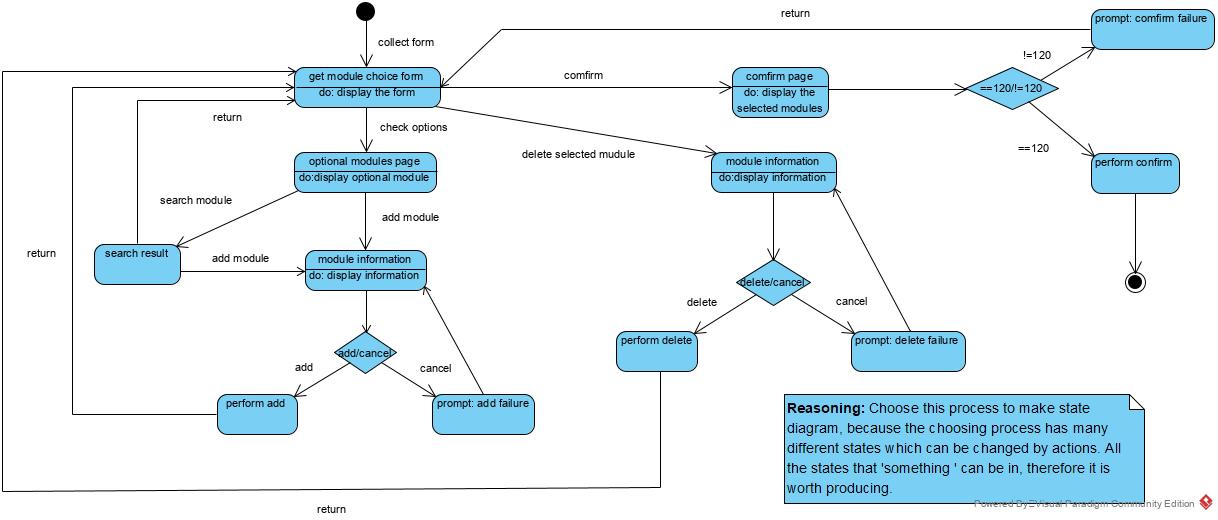 return
prompt: comfirm failure
collect form
!=120
get module choice form
do: display the form
comfirm
comfirm page
do: display the
selected modules
==120/!=120
return
check options
delete selected mudule
==120
optional modules page
do:display optional module
module information
do:display information
perform confirm
search module
add module
return
search result
add module
module information
do: display information
delete/cancel
delete
cancel
add/cancel
perform delete
prompt: delete failure
add
cancel
perform add
prompt: add failure
Reasoning: Choose this process to make state
diagram, because the choosing process has many
different states which can be changed by actions. All
the states that 'something ' can be in, therefore it is
worth producing.
Powered By Visual Paradigm Community Edition
return